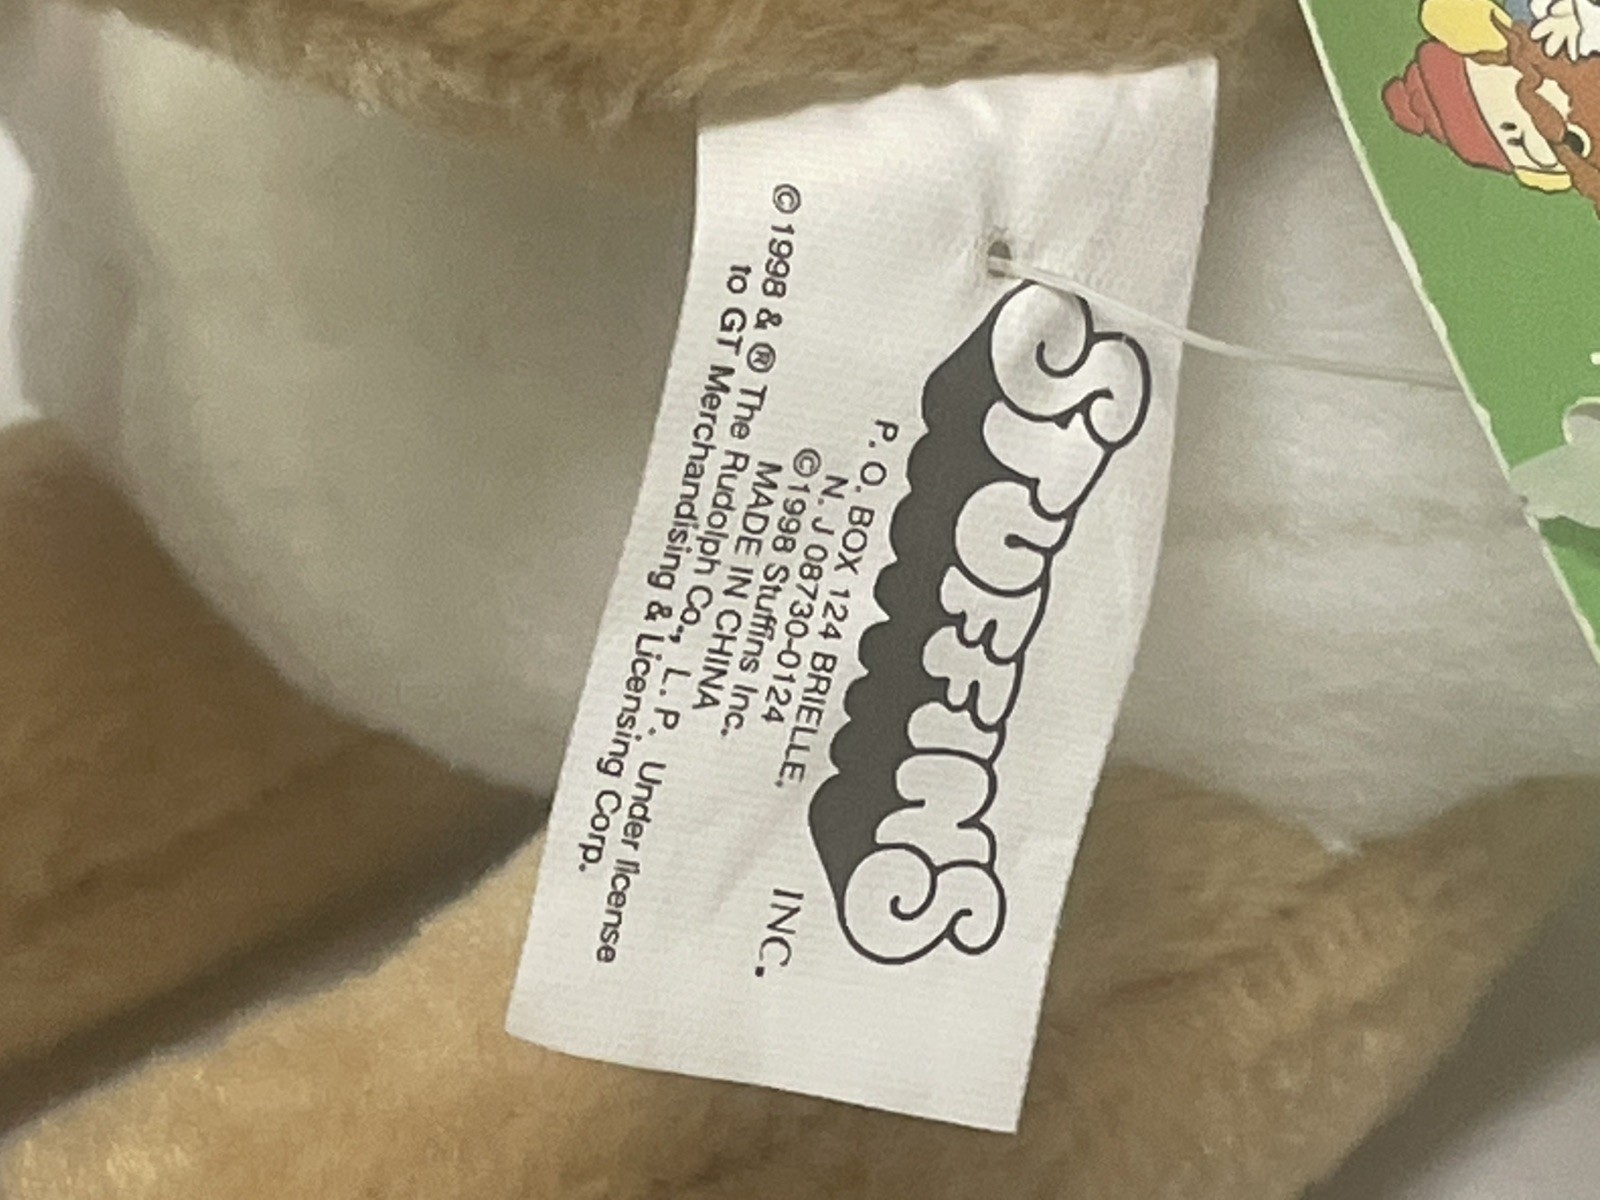 STUFFINS
INC.
P. O. BOX 124 BRIELLE,
N. J 08730-0124
©1998 Stuffins Inc.
MADE IN CHINA
© 1998 & ® The Rudolph Co., L. P. Under license
to GT Merchandising & Licensing Corp.